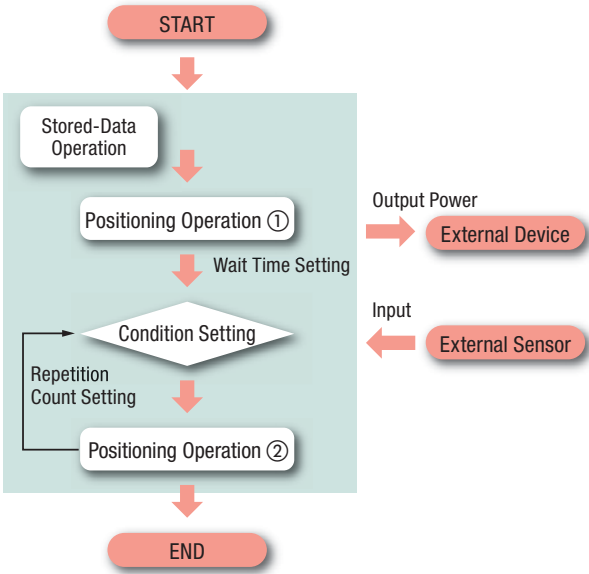 START
Stored-Data
Operation
Positioning Operation ①
Output Power
External Device
Wait Time Setting
Condition Setting
Input
External Sensor
Repetition
Count Setting
Positioning Operation ②
END